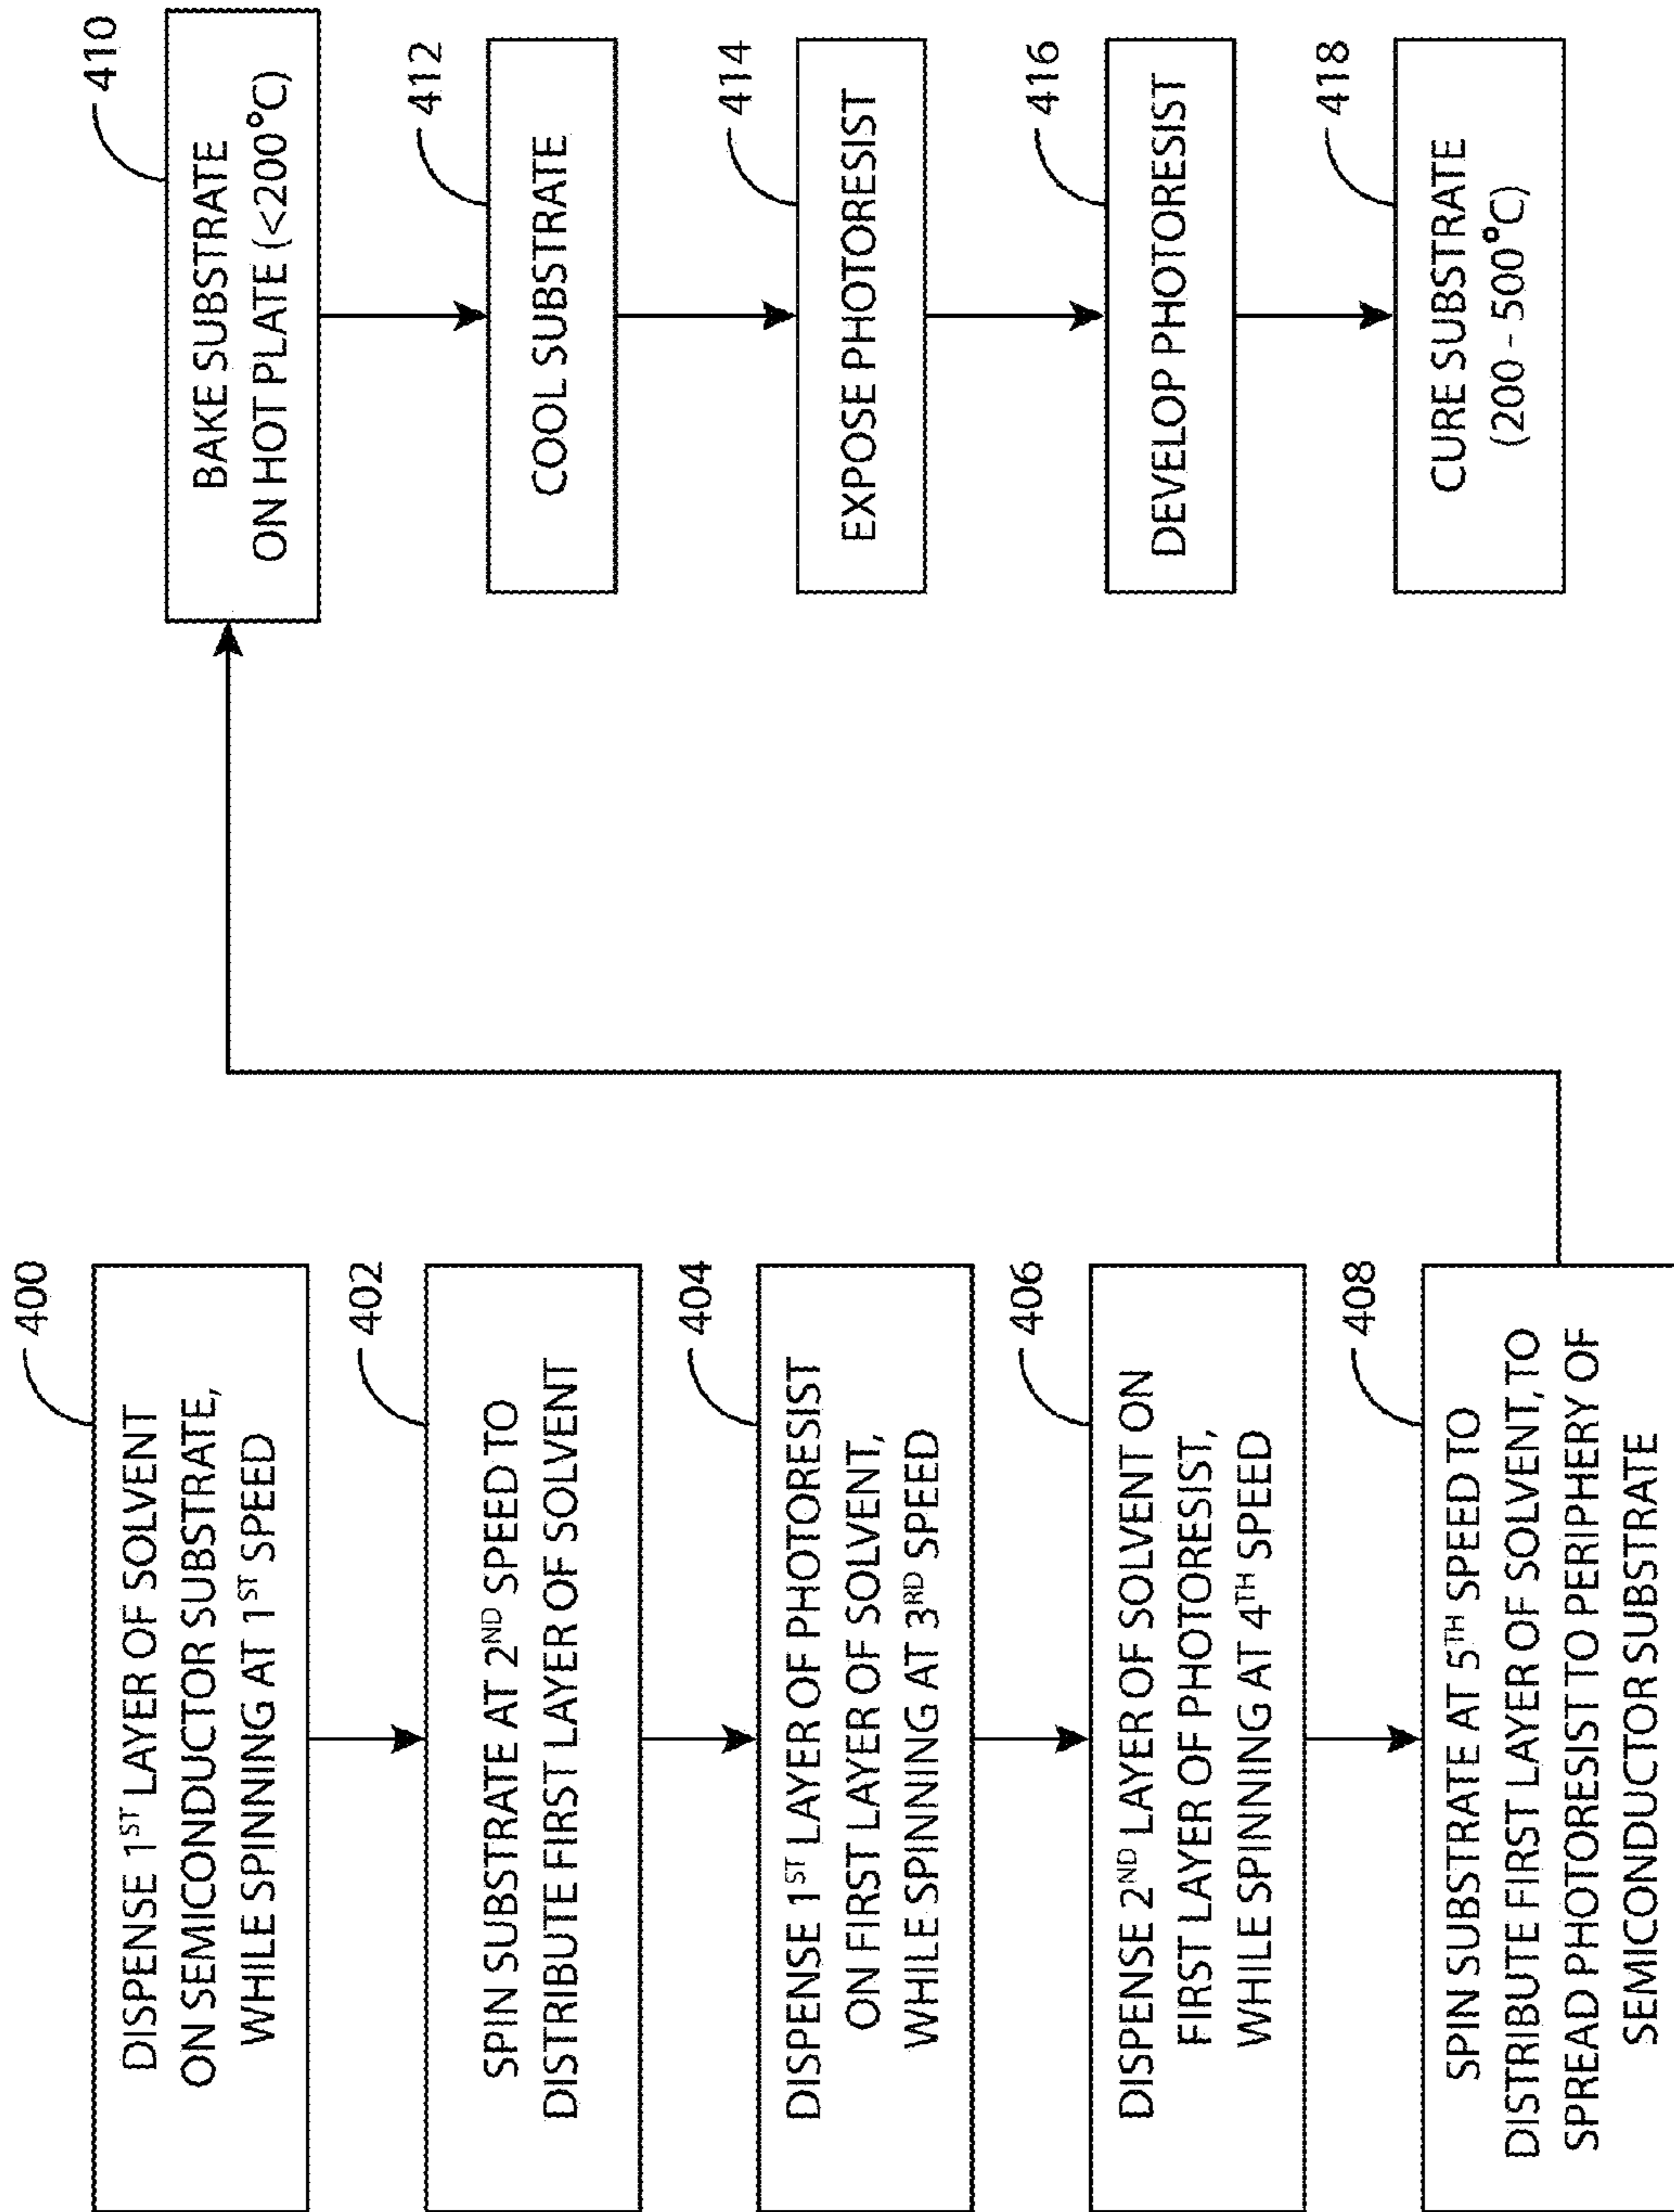 400
DISPENSE 1ST LAYER OF SOLVENT
ON SEMICONDUCTOR SUBSTRATE,
WHILE SPINNING AT 1ST SPEED
402
SPIN SUBSTRATE AT 2ND SPEED TO
DISTRIBUTE FIRST LAYER OF SOLVENT
404
DISPENSE 1ST LAYER OF PHOTORESIST
ON FIRST LAYER OF SOLVENT,
WHILE SPINNING AT 3RD SPEED
406
DISPENSE 2ND LAYER OF SOLVENT ON
FIRST LAYER OF PHOTORESIST,
WHILE SPINNING AT 4TH SPEED
408
SPIN SUBSTRATE AT 5TH SPEED TO
DISTRIBUTE FIRST LAYER OF SOLVENT, TO
SPREAD PHOTORESIST TO PERIPHERY OF
SEMICONDUCTOR SUBSTRATE
410
BAKE SUBSTRATE
ON HOT PLATE (<200°C)
412
COOL SUBSTRATE
414
EXPOSE PHOTORESIST
416
DEVELOP PHOTORESIST
418
CURE SUBSTRATE
(200 - 500°C)